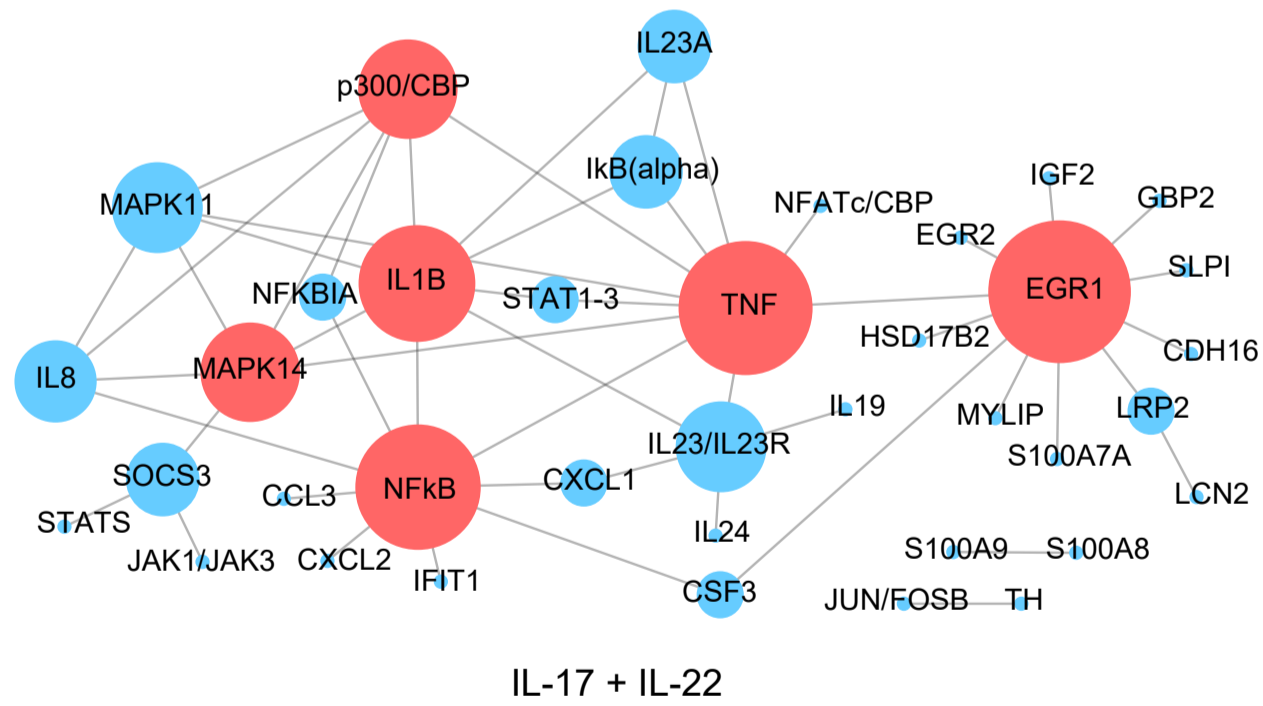 IL23A
p300/CBP
IkB(alpha)
IGF2
GBP2
MAPK11
NFATc/CBP
EGR2
SLPI
IL1B
NFKBIA
STAT1-3
TNF
EGR1
HSD17B2
CDH16
MAPK14
IL8
IL19
MYLIP
LRP2
IL23/IL23R
S100A7A
SOCS3
CXCL1
NFkB
CCL3
LCN2
STATS
IL24
JAK1/JAK3
CXCL2
S100A9
S100A8
IFIT1
CSF3
JUN/FOSB
TH
IL-17 + IL-22